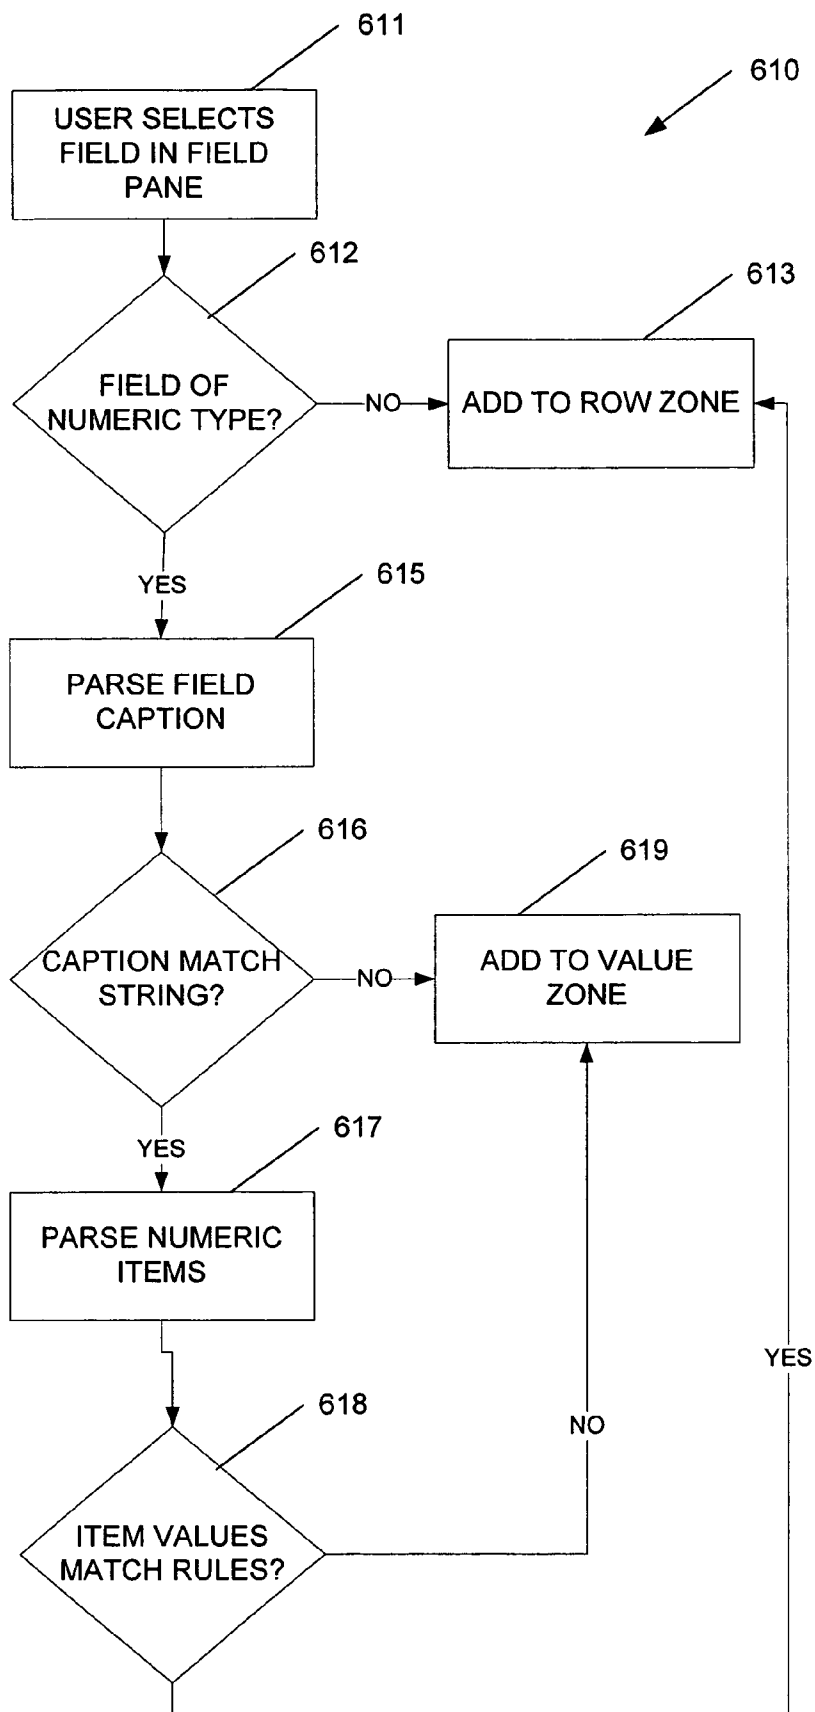 611
610
USER SELECTS
FIELD IN FIELD
PANE
612
613
FIELD OF
NUMERIC TYPE?
NO
ADD TO ROW ZONE
YES
615
PARSE FIELD
CAPTION
616
619
CAPTION MATCH
STRING?
NO
ADD TO VALUE
ZONE
YES
617
PARSE NUMERIC
ITEMS
YES
618
NO
ITEM VALUES
MATCH RULES?